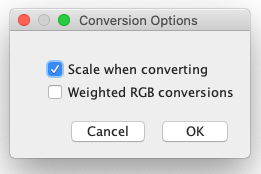 Conversion Options
Scale when converting
Weighted RGB conversions
Cancel OK